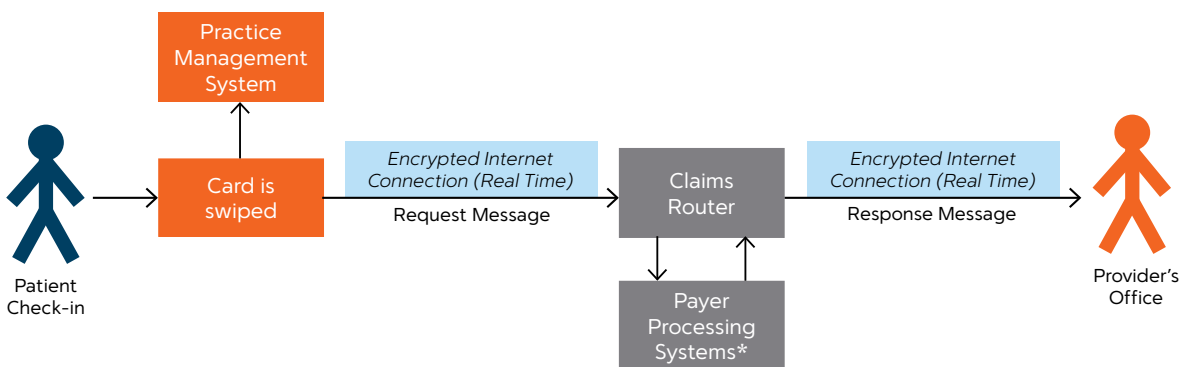 Practice
Management
System
Patient
Check-in
Card is
swiped
Encrypted Internet
Connection (Real Time)
Request Message
Claims
Router
Payer
Processing
Systems*
Encrypted Internet
Connection (Real Time)
Response Message
Provider's
Office